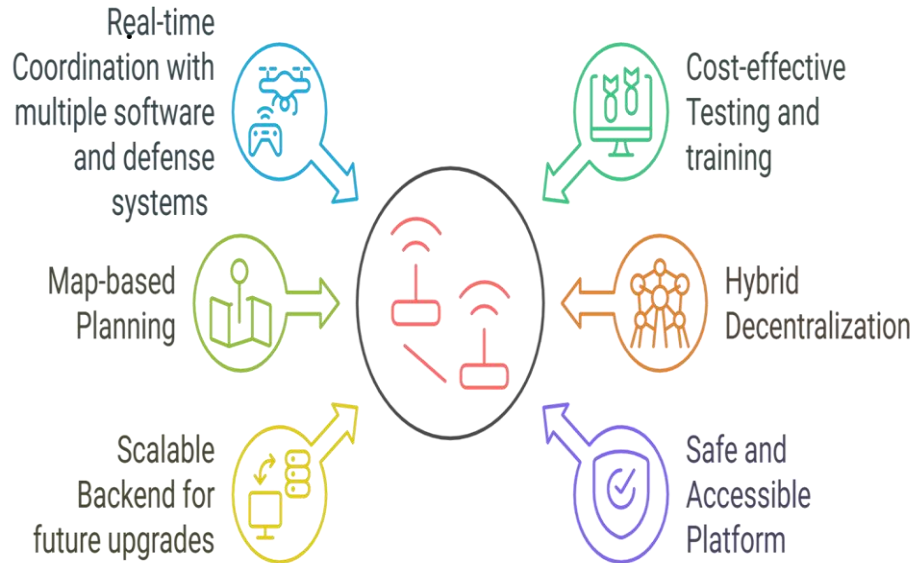 Real-time
Coordination with
multiple software
and defense
systems
Cost-effective
Testing and
training
Map-based
Planning
Hybrid
Decentralization
Scalable
Backend for
future upgrades
Safe and
Accessible
Platform